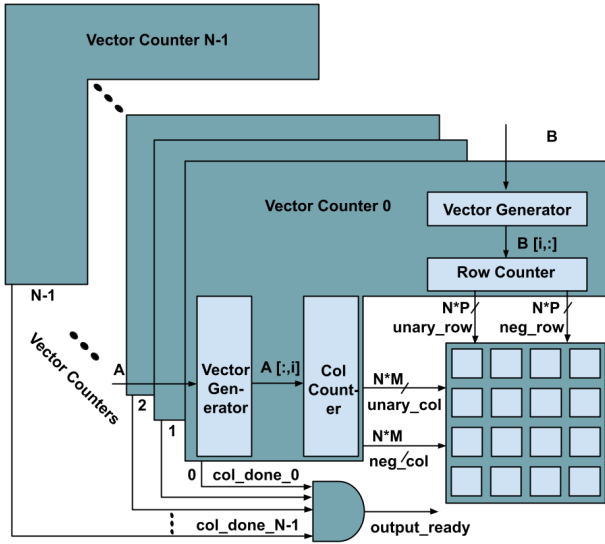 Vector Counter N-1
B
Vector Counter 0
Vector Generator
B [i,:]
Row Counter
N-1
N*P
N*P
unary_row
neg_row
Vector Counters
A
Vector
Gen-
erator
A [:,i]
Col
Count-
er
N*M
unary_col
2
1
N*M
neg_col
0
col_done_0
col_done_N-1
output_ready